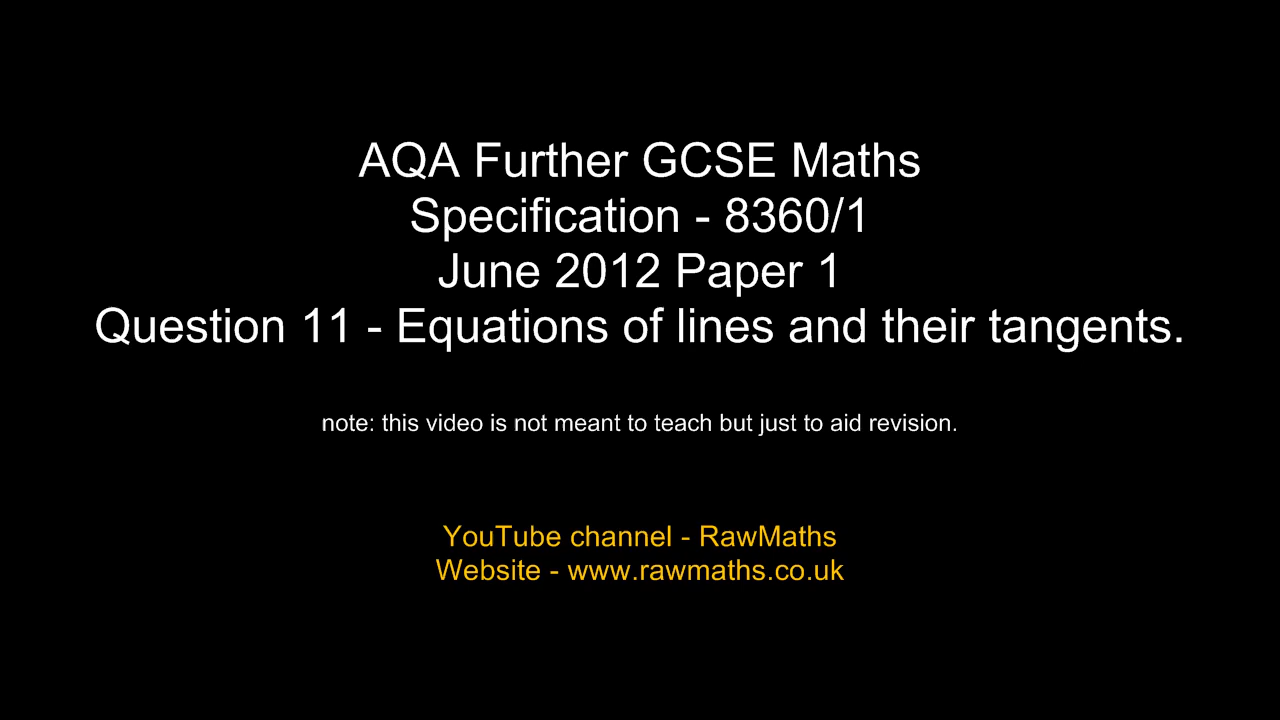 AQA Further GCSE Maths
Specification - 8360/1
June 2012 Paper 1
Question 11 - Equations of lines and their tangents.
note: this video is not meant to teach but just to aid revision.
YouTube channel - RawMaths
Website - www.rawmaths.co.uk